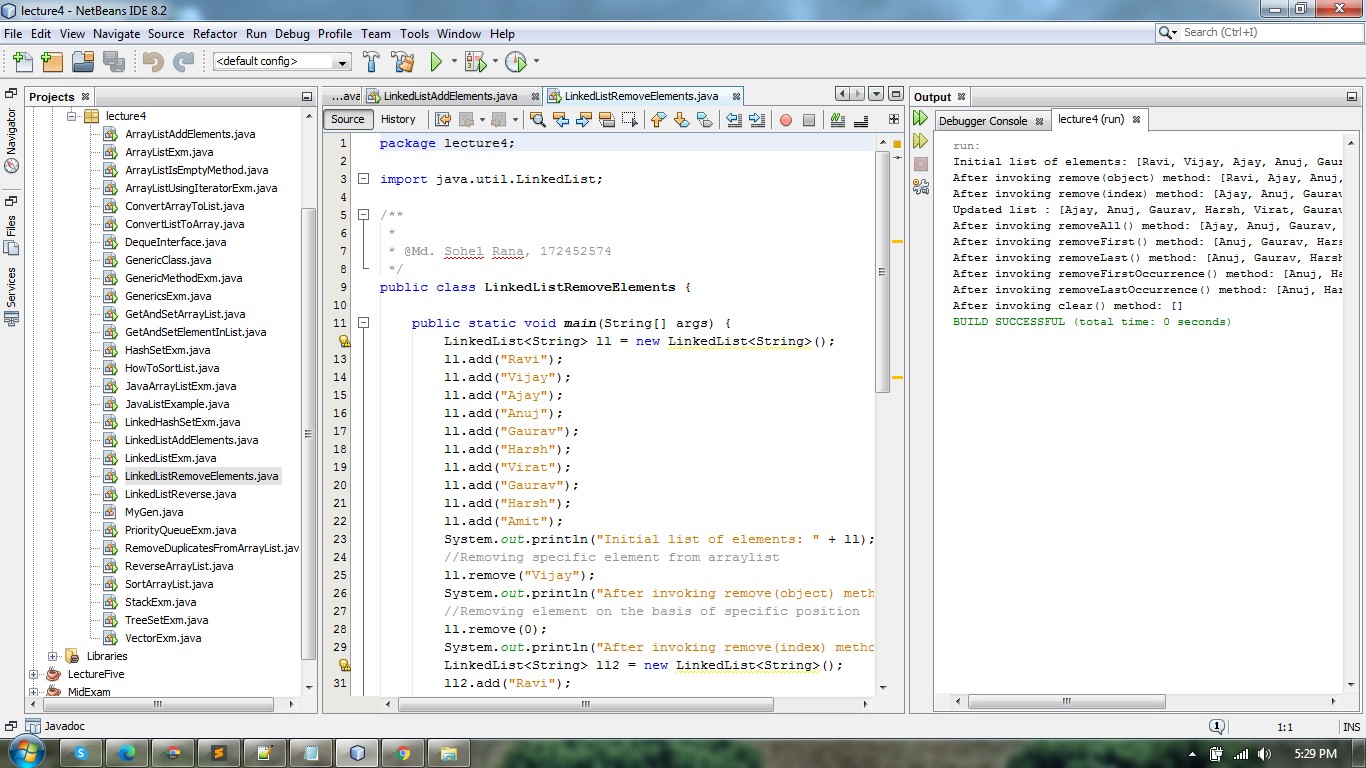 lecture4 - NetBeans IDE 8.2
File Edit View Navigate Source Refactor Run Debug Profile Team Tools Window Help
Search (Ctrl+I)
<default config>
Navigator
Files
Services
Projects
lecture4
ArrayListAddElements.java
ArrayListExm.java
ArrayListIsEmptyMethod.java
ArrayListUsingIteratorExm.java
ConvertArrayToList.java
ConvertListToArray.java
DequeInterface.java
GenericClass.java
GenericMethodExm.java
GenericsExm.java
GetAndSetArrayList.java
GetAndSetElementInList.java
HashSetExm.java
HowToSortList.java
JavaArrayListExm.java
JavaListExample.java
LinkedHashSetExm.java
LinkedListAddElements.java
LinkedListExm.java
LinkedListRemoveElements.java
LinkedListReverse.java
MyGen.java
PriorityQueueExm.java
RemoveDuplicatesFromArrayList.java
ReverseArrayList.java
SortArrayList.java
StackExm.java
TreeSetExm.java
VectorExm.java
Libraries
LectureFive
MidExam
...ava LinkedListAddElements.java LinkedListRemoveElements.java
Source History
1 package lecture4;
2
3 import java.util.LinkedList;
4
5 /**
6 *
7 * @Md. Sohel Rana, 172452574
8 */
9 public class LinkedListRemoveElements {
10
11 public static void main(String[] args) {
LinkedList<String> ll = new LinkedList<String>();
13 ll.add("Ravi");
14 ll.add("Vijay");
15 ll.add("Ajay");
16 ll.add("Anuj");
17 ll.add("Gaurav");
18 ll.add("Harsh");
19 ll.add("Virat");
20 ll.add("Gaurav");
21 ll.add("Harsh");
22 ll.add("Amit");
23 System.out.println("Initial list of elements: " + ll);
24 //Removing specific element from arraylist
25 ll.remove("Vijay");
26 System.out.println("After invoking remove(object) meth
27 //Removing element on the basis of specific position
28 ll.remove(0);
29 System.out.println("After invoking remove(index) metho
LinkedList<String> ll2 = new LinkedList<String>();
31 ll2.add("Ravi");
Output
Debugger Console lecture4 (run)
run:
Initial list of elements: [Ravi, Vijay, Ajay, Anuj, Gaur
After invoking remove(object) method: [Ravi, Ajay, Anuj,
After invoking remove(index) method: [Ajay, Anuj, Gaurav
Updated list : [Ajay, Anuj, Gaurav, Harsh, Virat, Gaurav
After invoking removeAll() method: [Ajay, Anuj, Gaurav,
After invoking removeFirst() method: [Anuj, Gaurav, Hars
After invoking removeLast() method: [Anuj, Gaurav, Harsh
After invoking removeFirstOccurrence() method: [Anuj, Ha
After invoking removeLastOccurrence() method: [Anuj, Har
After invoking clear() method: []
BUILD SUCCESSFUL (total time: 0 seconds)
Javadoc
1 1:1 INS
5:29 PM